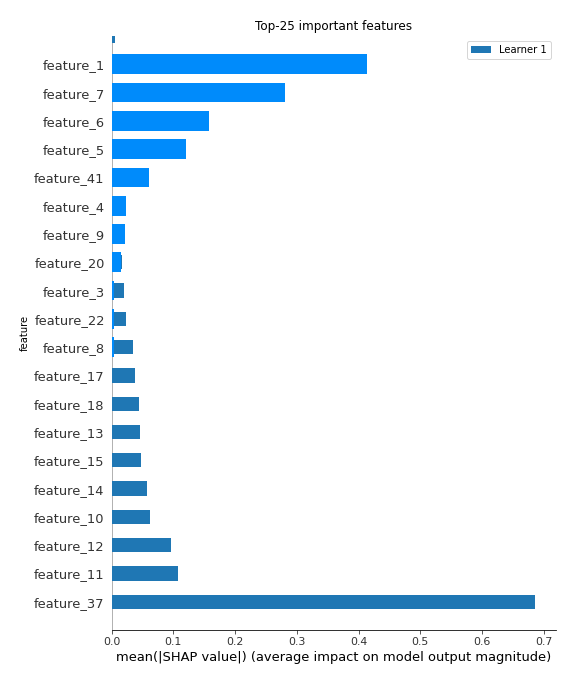 Top-25 important features
Learner 1
feature_1
feature_7
feature_6
feature_5
feature_41
feature_4
feature_9
feature_20
feature_3
feature_22
feature_8
feature_17
feature_18
feature_13
feature_15
feature_14
feature_10
feature_12
feature_11
feature_37
feature
0.0 0.1 0.2 0.3 0.4 0.5 0.6 0.7
mean(|SHAP value|) (average impact on model output magnitude)